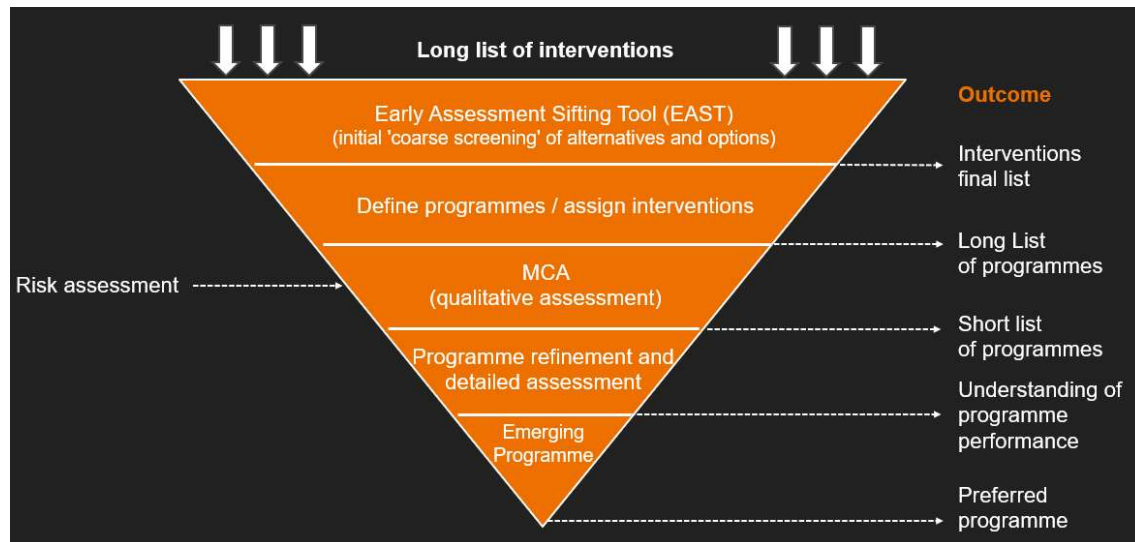 Long list of interventions
Outcome
Early Assessment Sifting Tool (EAST)
(initial 'coarse screening' of alternatives and options)
Interventions
final list
Define programmes / assign interventions
Long List
of programmes
Risk assessment
MCA
(qualitative assessment)
Short list
of programmes
Programme refinement and
detailed assessment
Understanding of
programme
performance
Emerging
Programme
Preferred
programme